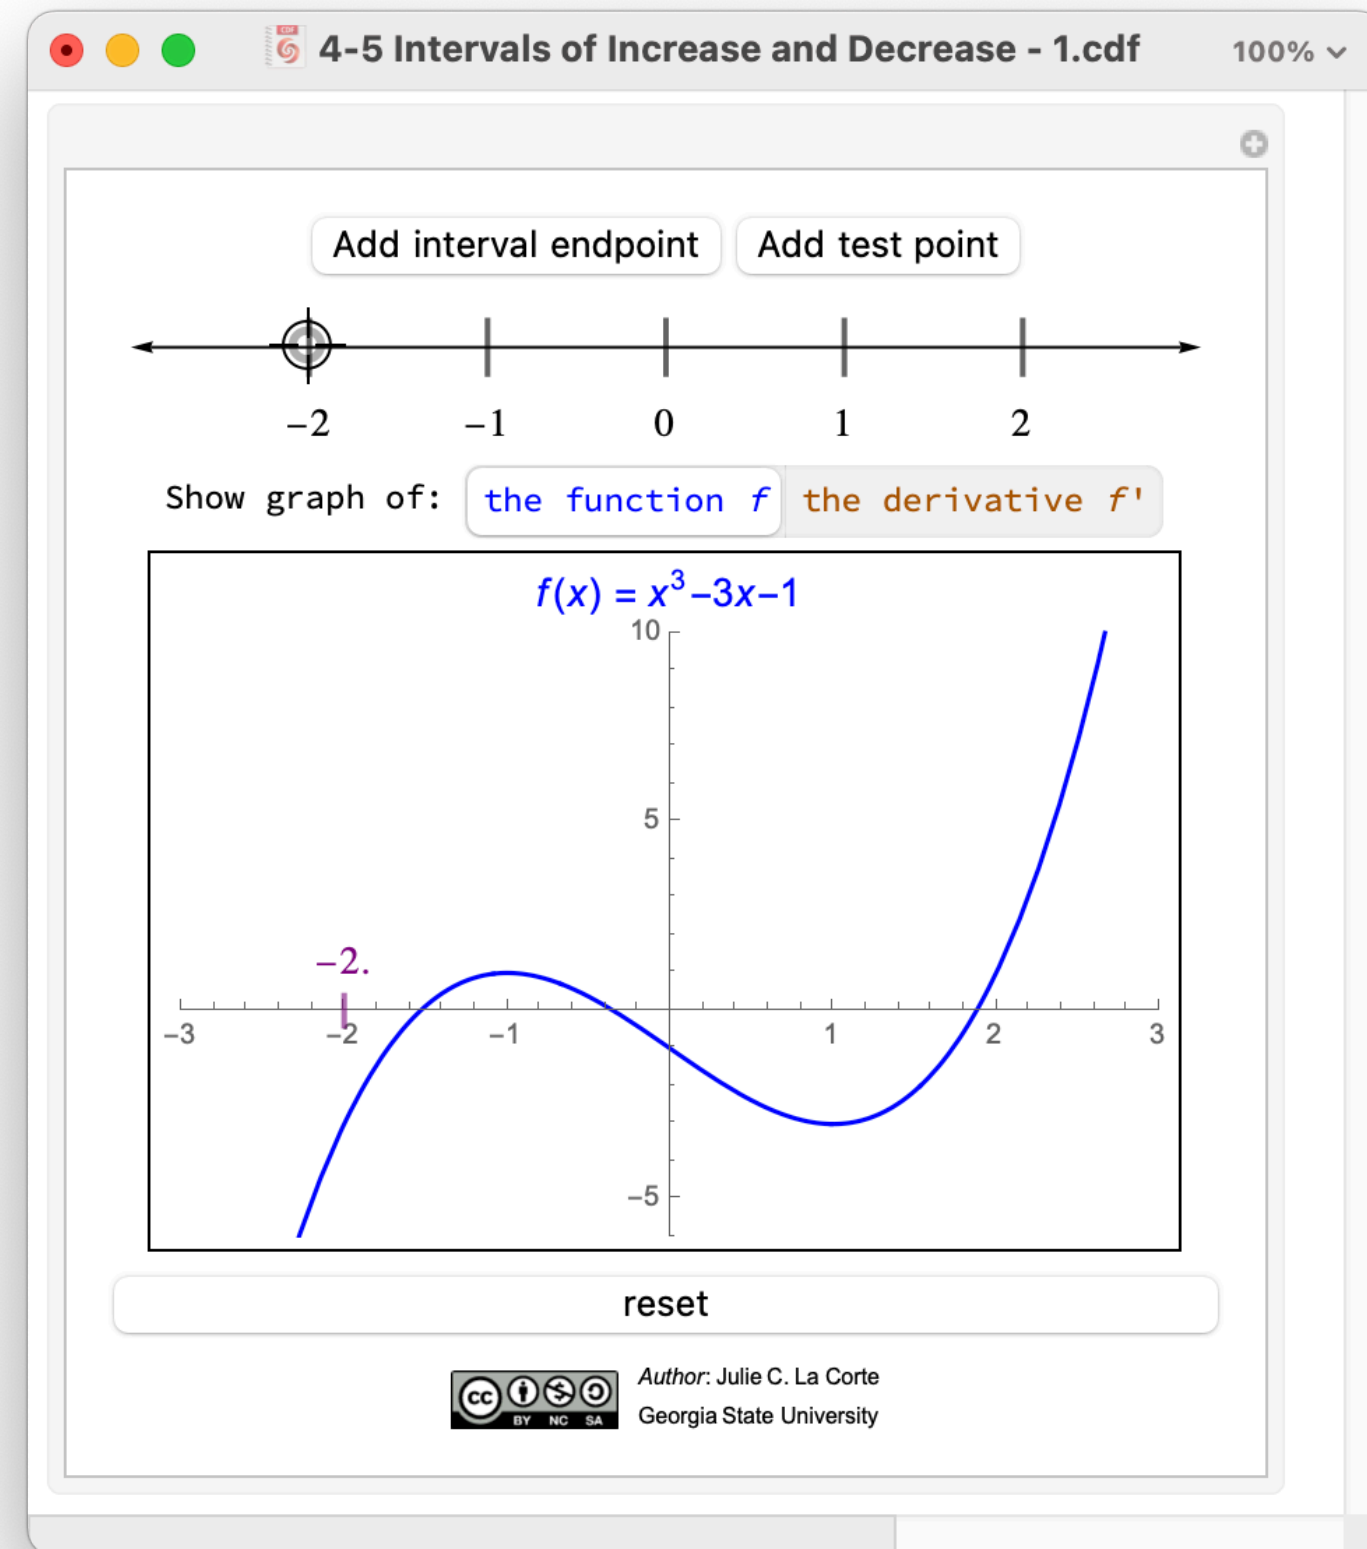 4-5 Intervals of Increase and Decrease - 1.cdf 100%
Add interval endpoint Add test point
−2 −1 0 1 2
Show graph of: the function f the derivative f'
f(x) = x³−3x−1
10
5
−2.
−3 −2 −1 1 2 3
−5
reset
Author: Julie C. La Corte
cc BY NC SA Georgia State University